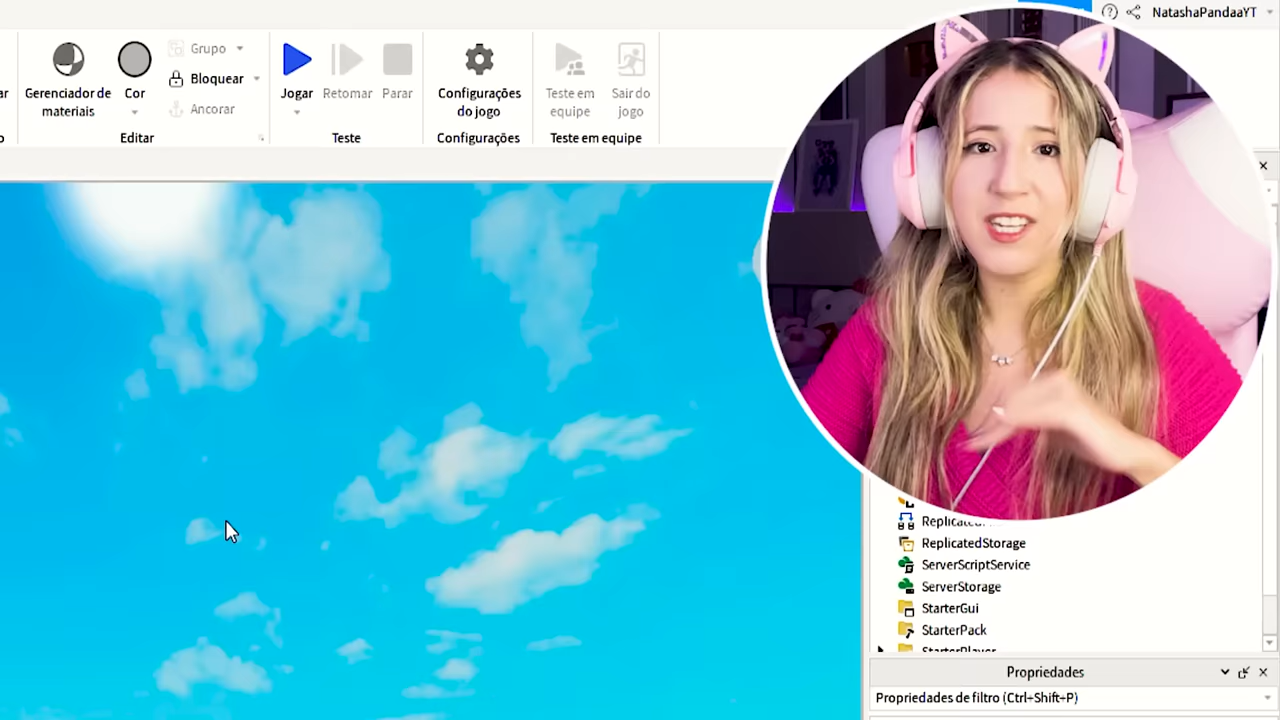 NatashaPandaaYT
Grupo
Gerenciador de
materiais
Cor
Bloquear
Ancorar
Jogar
Retomar
Parar
Configurações
do jogo
Teste em
equipe
Sair do
jogo
Editar
Teste
Configurações
Teste em equipe
ReplicatedStorage
ServerScriptService
ServerStorage
StarterGui
StarterPack
StarterPlayer
Propriedades
Propriedades de filtro (Ctrl+Shift+P)